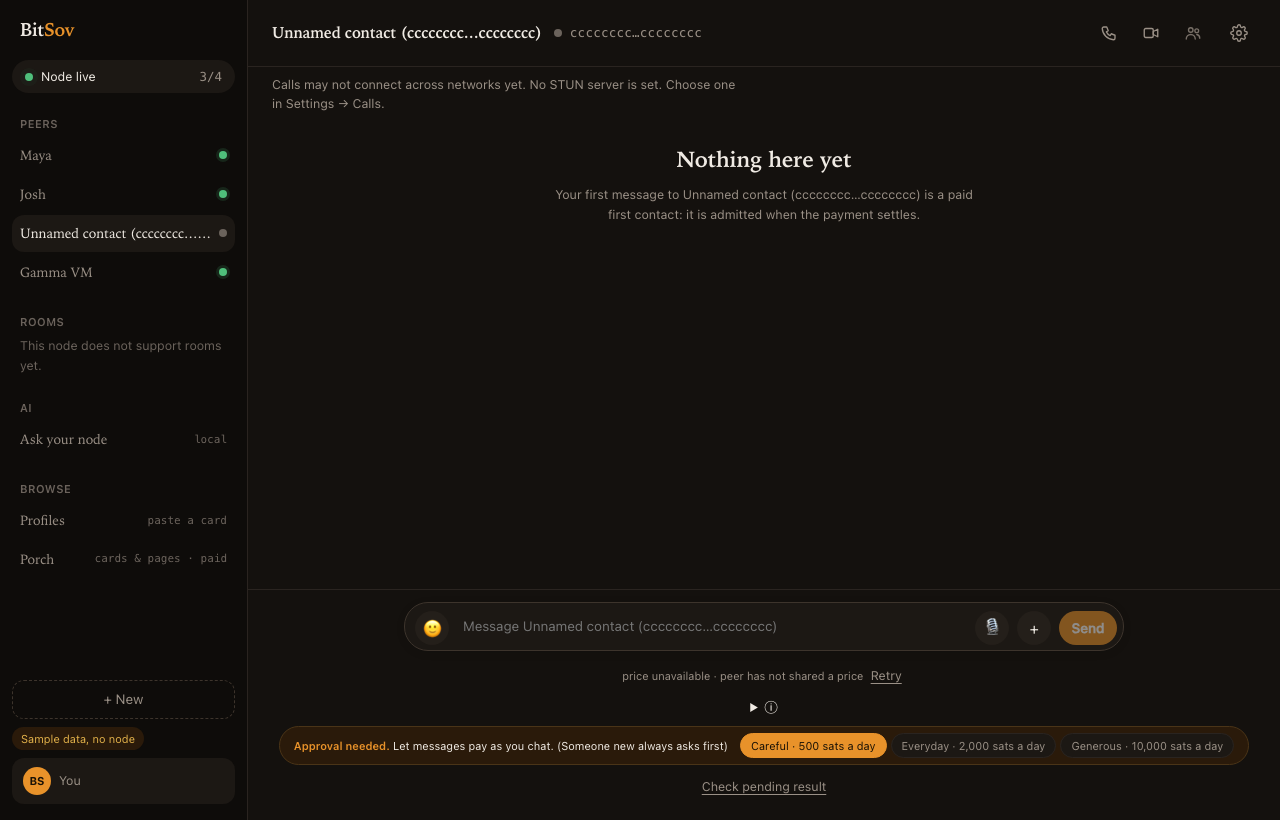 BitSov
Node live 3/4
PEERS
Maya
Josh
Unnamed contact (cccccccc…...
Gamma VM
ROOMS
This node does not support rooms
yet.
AI
Ask your node local
BROWSE
Profiles paste a card
Porch cards & pages · paid
+ New
Sample data, no node
BS You
Unnamed contact (cccccccc…cccccccc) cccccccc…cccccccc
Calls may not connect across networks yet. No STUN server is set. Choose one
in Settings → Calls.
Nothing here yet
Your first message to Unnamed contact (cccccccc…cccccccc) is a paid
first contact: it is admitted when the payment settles.
Message Unnamed contact (cccccccc…cccccccc) + Send
price unavailable · peer has not shared a price Retry
▶ ⓘ
Approval needed. Let messages pay as you chat. (Someone new always asks first) Careful · 500 sats a day Everyday · 2,000 sats a day Generous · 10,000 sats a day
Check pending result